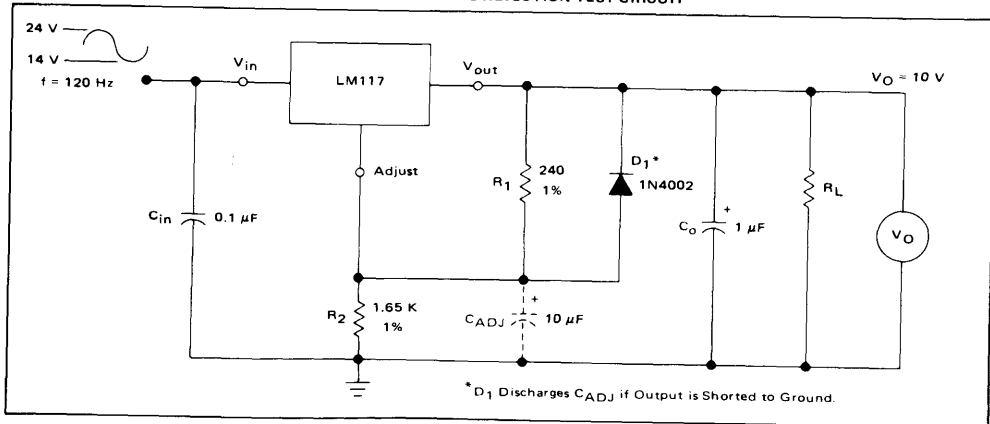 24 V
14 V
f = 120 Hz
Vin
LM117
Vout
VO = 10 V
Adjust
Cin 0.1 µF
R1
240
1%
D1*
1N4002
Co
+
1 µF
RL
VO
R2
1.65 K
1%
CADJ
+
10 µF
*D1 Discharges CADJ if Output is Shorted to Ground.